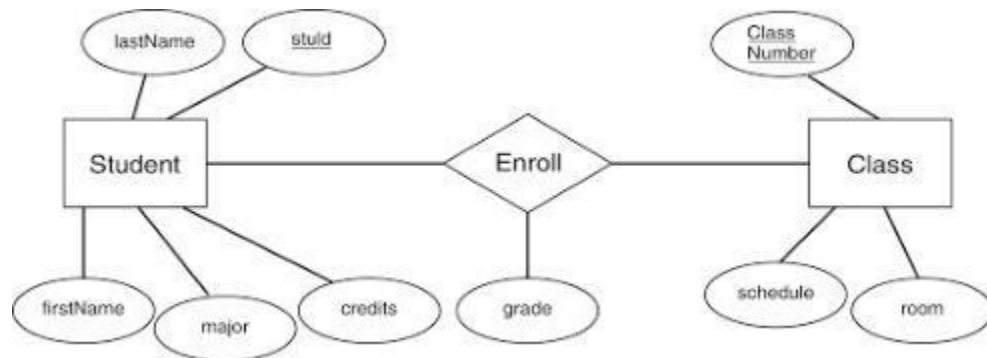 lastName
stuId
Class
Number
Student
Enroll
Class
firstName
major
credits
grade
schedule
room